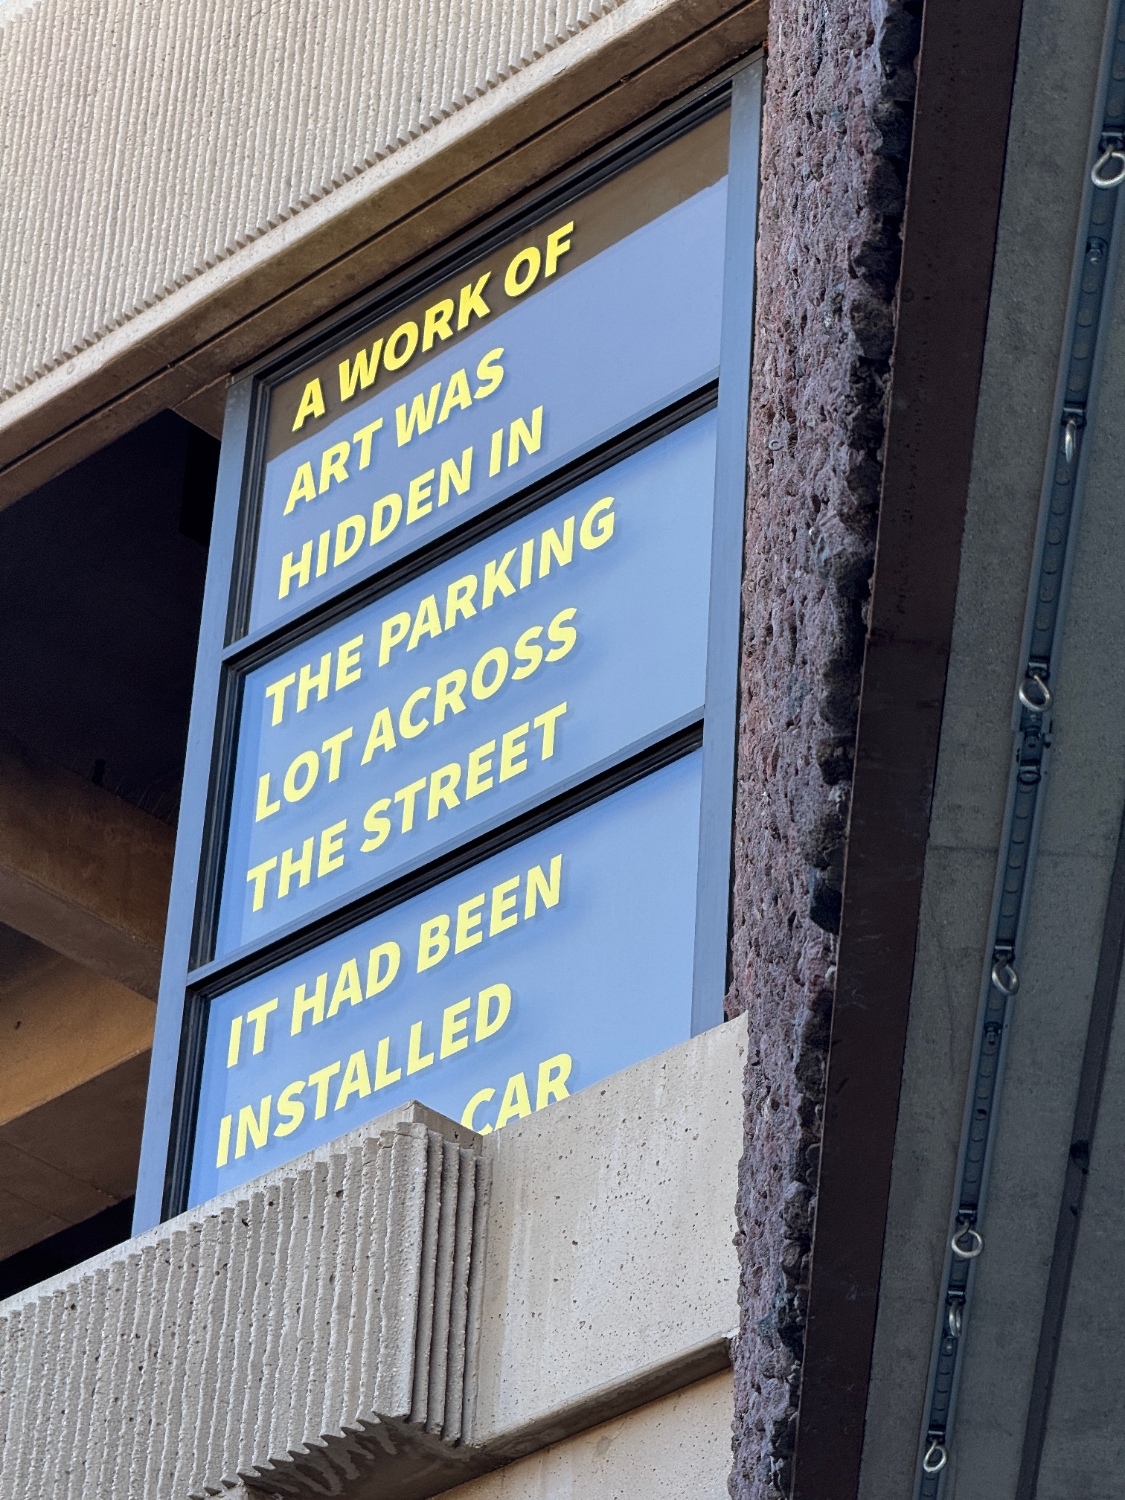 A WORK OF
ART WAS
HIDDEN IN
THE PARKING
LOT ACROSS
THE STREET
IT HAD BEEN
INSTALLED
CAR